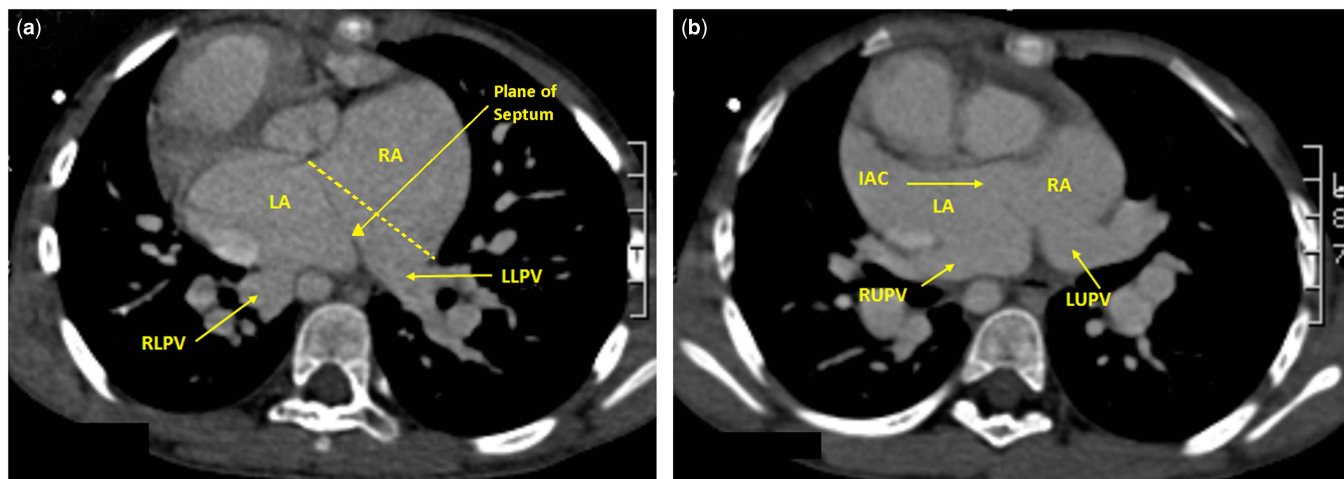 (a)
Plane of
Septum
RA
LA
LLPV
RLPV
(b)
IAC
RA
LA
RUPV
LUPV